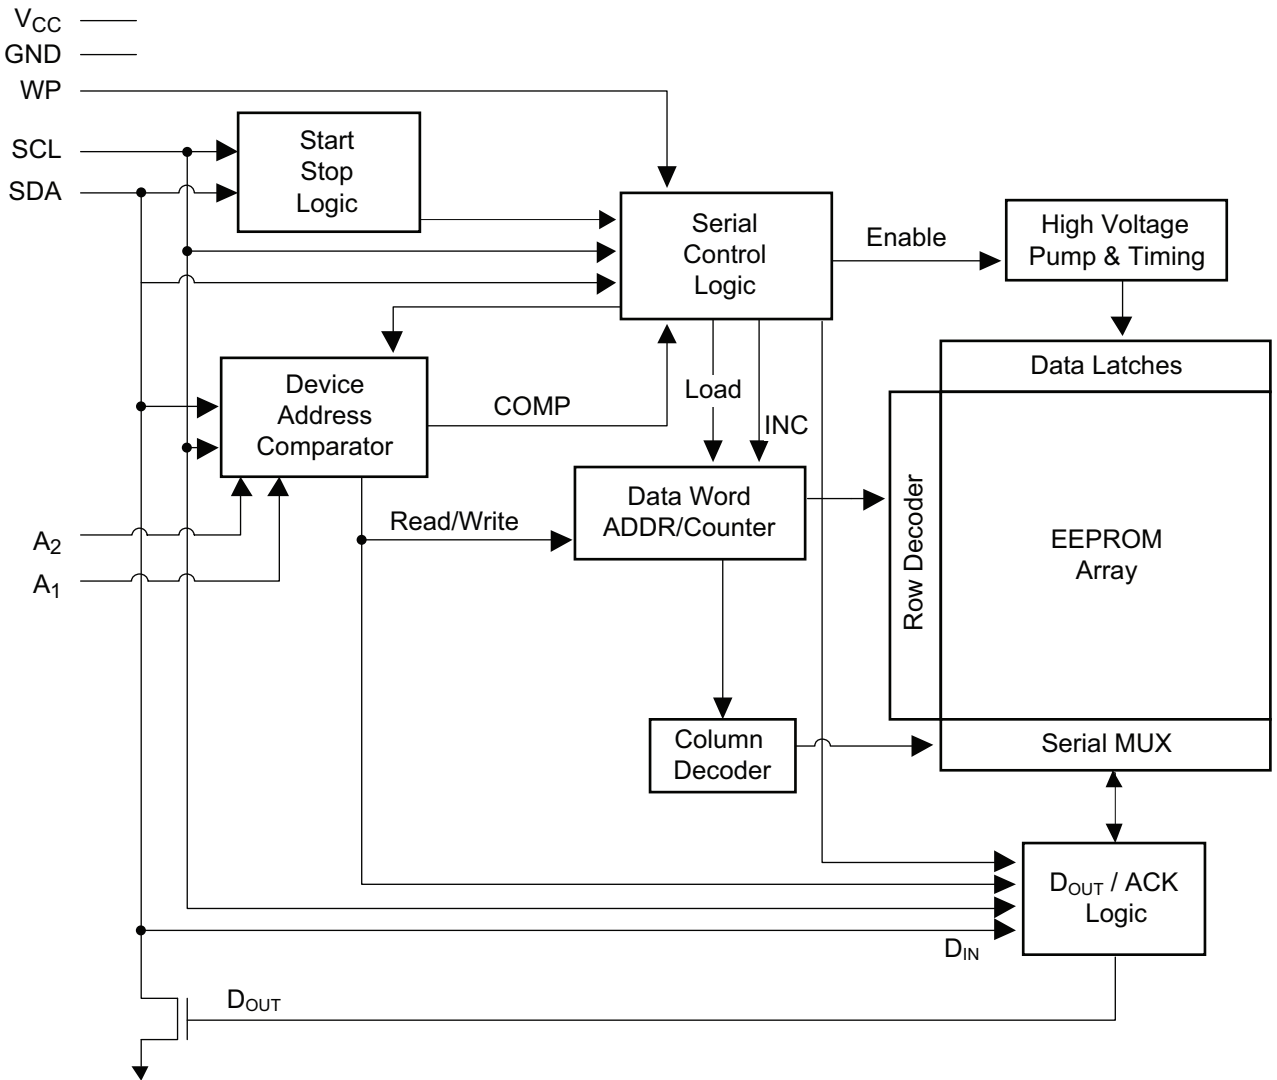 VCC
GND
WP
SCL
SDA
Start
Stop
Logic
Serial
Control
Logic
Enable
High Voltage
Pump & Timing
Data Latches
Device
Address
Comparator
COMP
Load
INC
A2
A1
Read/Write
Data Word
ADDR/Counter
Row Decoder
EEPROM
Array
Column
Decoder
Serial MUX
DOUT / ACK
Logic
DIN
DOUT